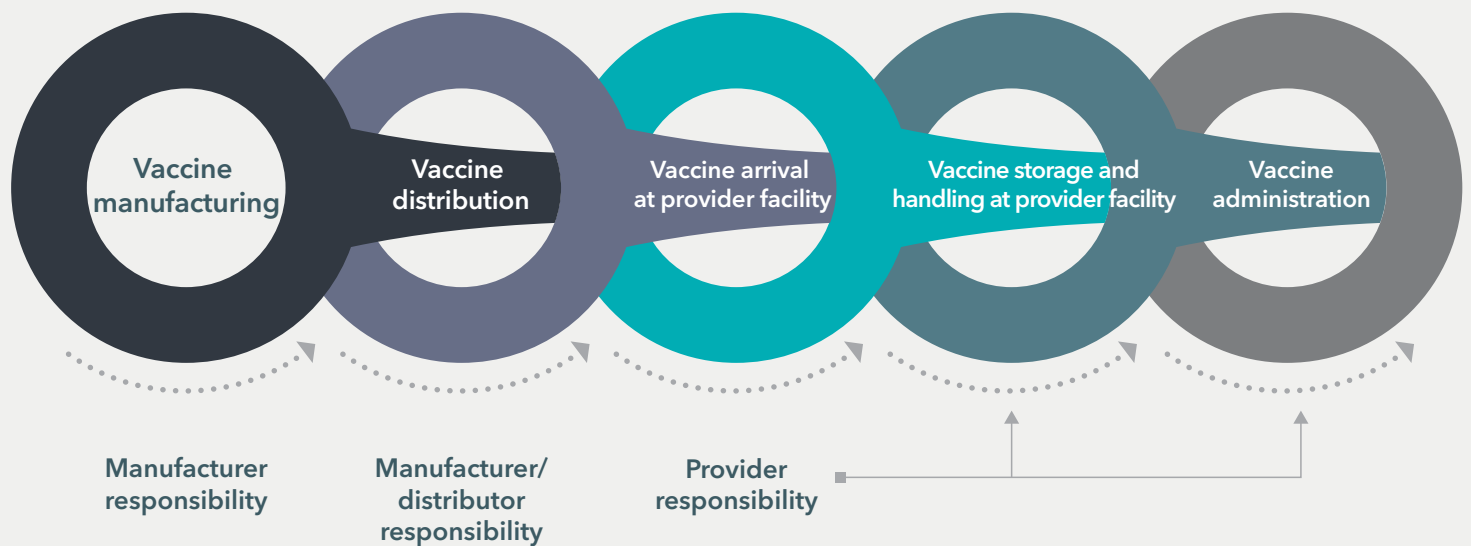 Vaccine
manufacturing
Vaccine
distribution
Vaccine arrival
at provider facility
Vaccine storage and
handling at provider facility
Vaccine
administration
Manufacturer
responsibility
Manufacturer/
distributor
responsibility
Provider
responsibility